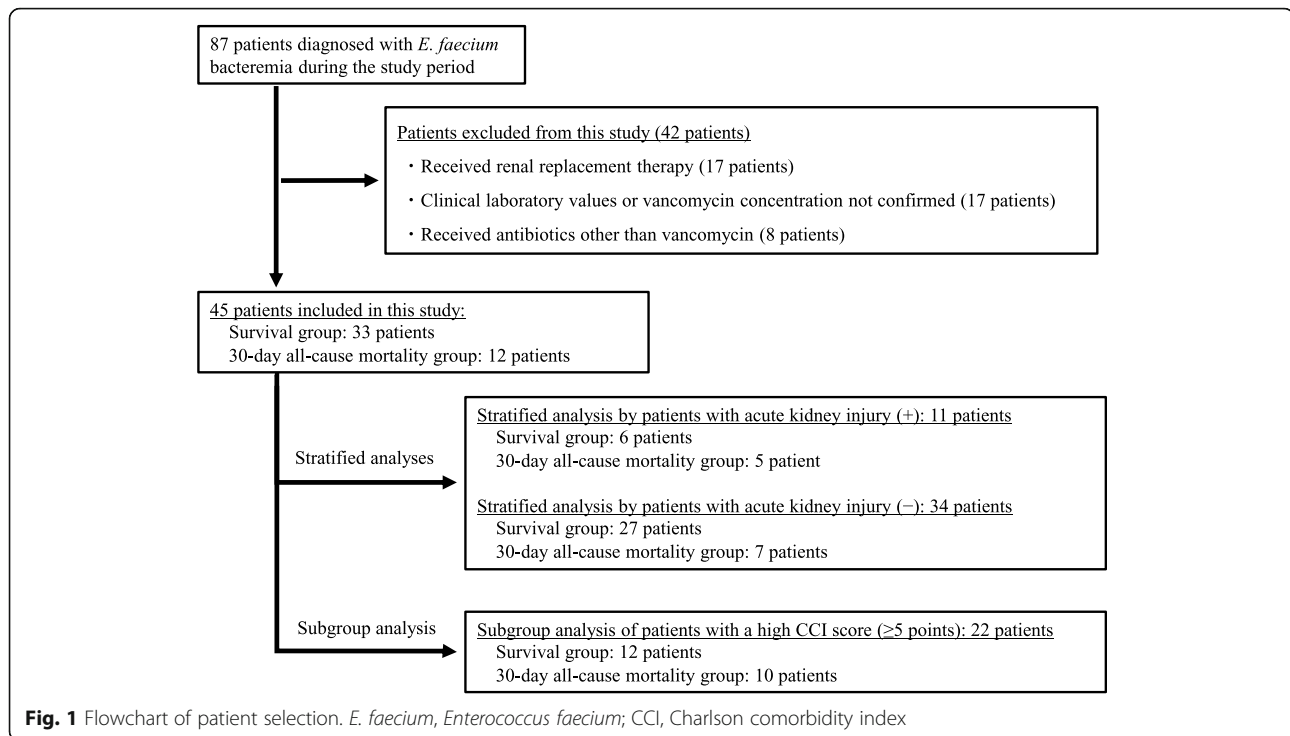 87 patients diagnosed with E. faecium
bacteremia during the study period
Patients excluded from this study (42 patients)
・Received renal replacement therapy (17 patients)
・Clinical laboratory values or vancomycin concentration not confirmed (17 patients)
・Received antibiotics other than vancomycin (8 patients)
45 patients included in this study:
Survival group: 33 patients
30-day all-cause mortality group: 12 patients
Stratified analyses
Stratified analysis by patients with acute kidney injury (+): 11 patients
Survival group: 6 patients
30-day all-cause mortality group: 5 patient
Stratified analysis by patients with acute kidney injury (−): 34 patients
Survival group: 27 patients
30-day all-cause mortality group: 7 patients
Subgroup analysis
Subgroup analysis of patients with a high CCI score (≥5 points): 22 patients
Survival group: 12 patients
30-day all-cause mortality group: 10 patients
Fig. 1 Flowchart of patient selection. E. faecium, Enterococcus faecium; CCI, Charlson comorbidity index